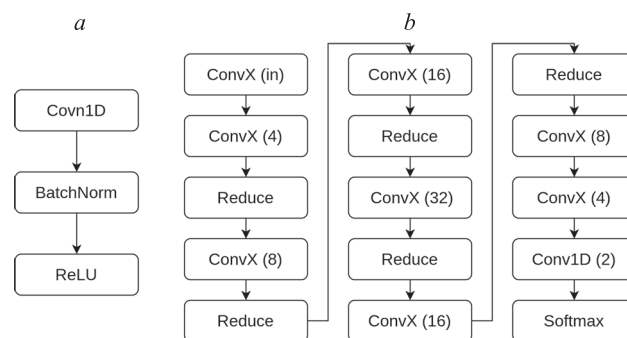 a
b
Covn1D
BatchNorm
ReLU
ConvX (in)
ConvX (4)
Reduce
ConvX (8)
Reduce
ConvX (16)
Reduce
ConvX (32)
Reduce
ConvX (16)
Reduce
ConvX (8)
ConvX (4)
Conv1D (2)
Softmax